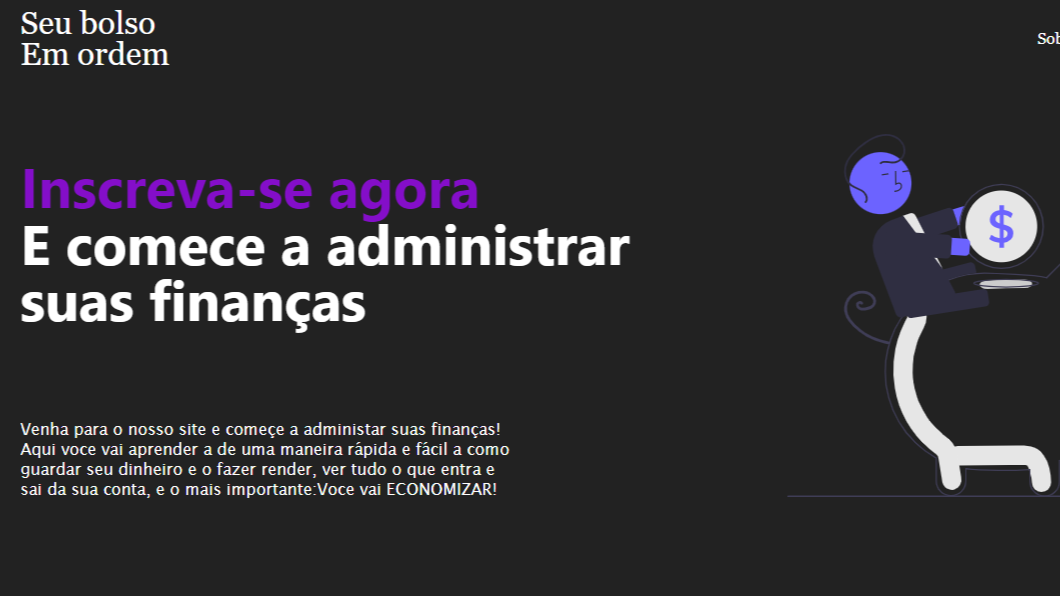 Seu bolso
Em ordem
Sob
Inscreva-se agora
E comece a administrar
suas finanças
$
Venha para o nosso site e começe a administar suas finanças!
Aqui voce vai aprender a de uma maneira rápida e fácil a como
guardar seu dinheiro e o fazer render, ver tudo o que entra e
sai da sua conta, e o mais importante:Voce vai ECONOMIZAR!